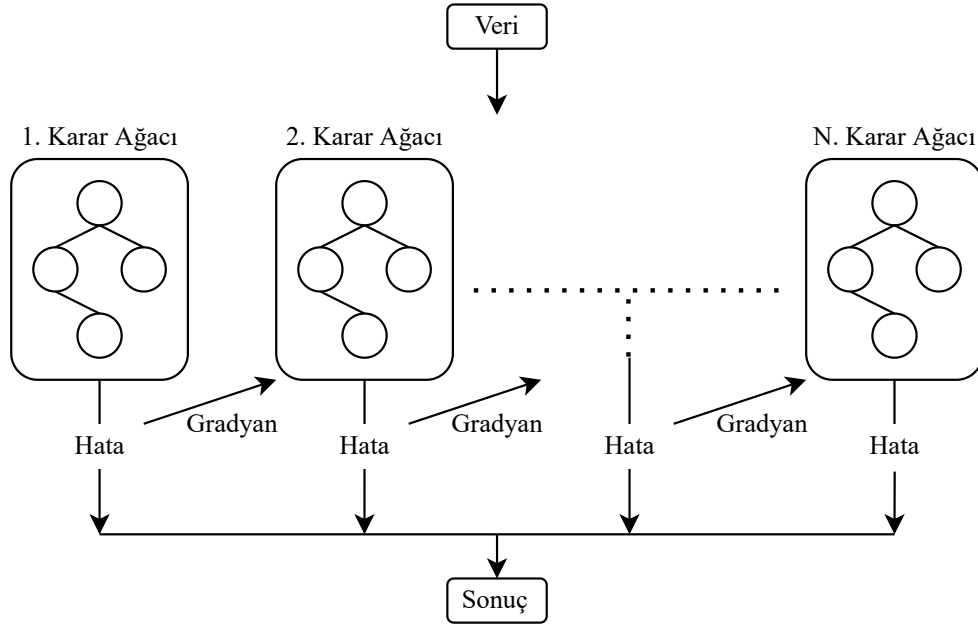 Veri
1. Karar Ağacı
2. Karar Ağacı
N. Karar Ağacı
Gradyan
Gradyan
Gradyan
Hata
Hata
Hata
Hata
Sonuç